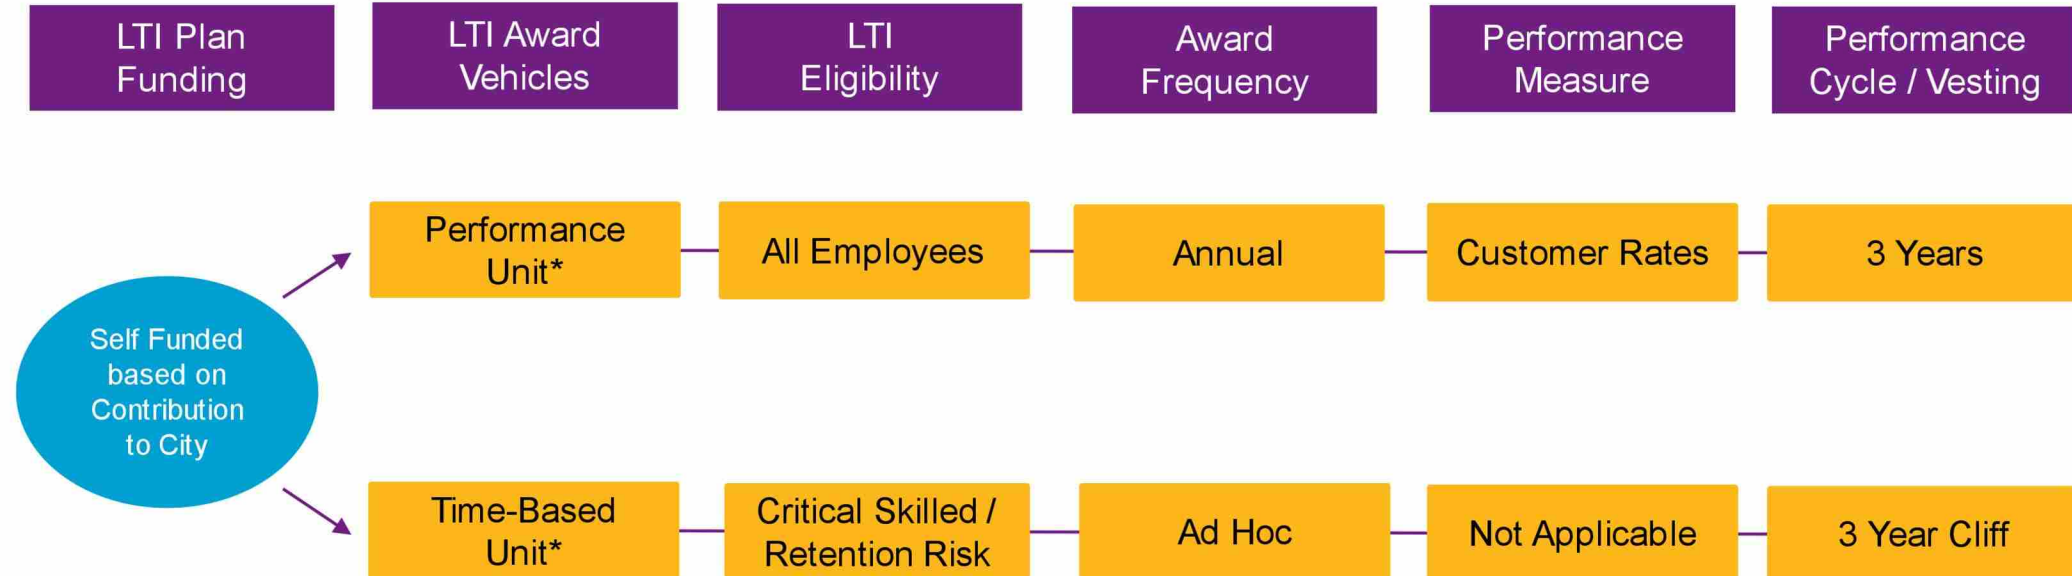 LTI Plan
Funding
LTI Award
Vehicles
LTI
Eligibility
Award
Frequency
Performance
Measure
Performance
Cycle / Vesting
Performance
Unit*
All Employees
Annual
Customer Rates
3 Years
Self Funded
based on
Contribution
to City
Time-Based
Unit*
Critical Skilled /
Retention Risk
Ad Hoc
Not Applicable
3 Year Cliff